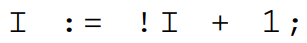 I := !I + 1;